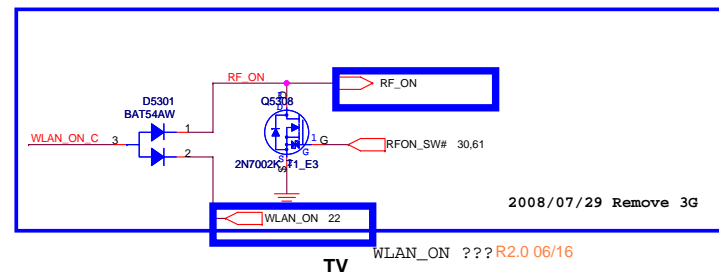 RF_ON
RF_ON
D5301
BAT54AW
Q5308
D
WLAN_ON_C
3
1
2
1
G
G
S
S
RFON_SW# 30,61
2N7002K_T1_E3
2008/07/29 Remove 3G
WLAN_ON 22
WLAN_ON ??? R2.0 06/16
TV